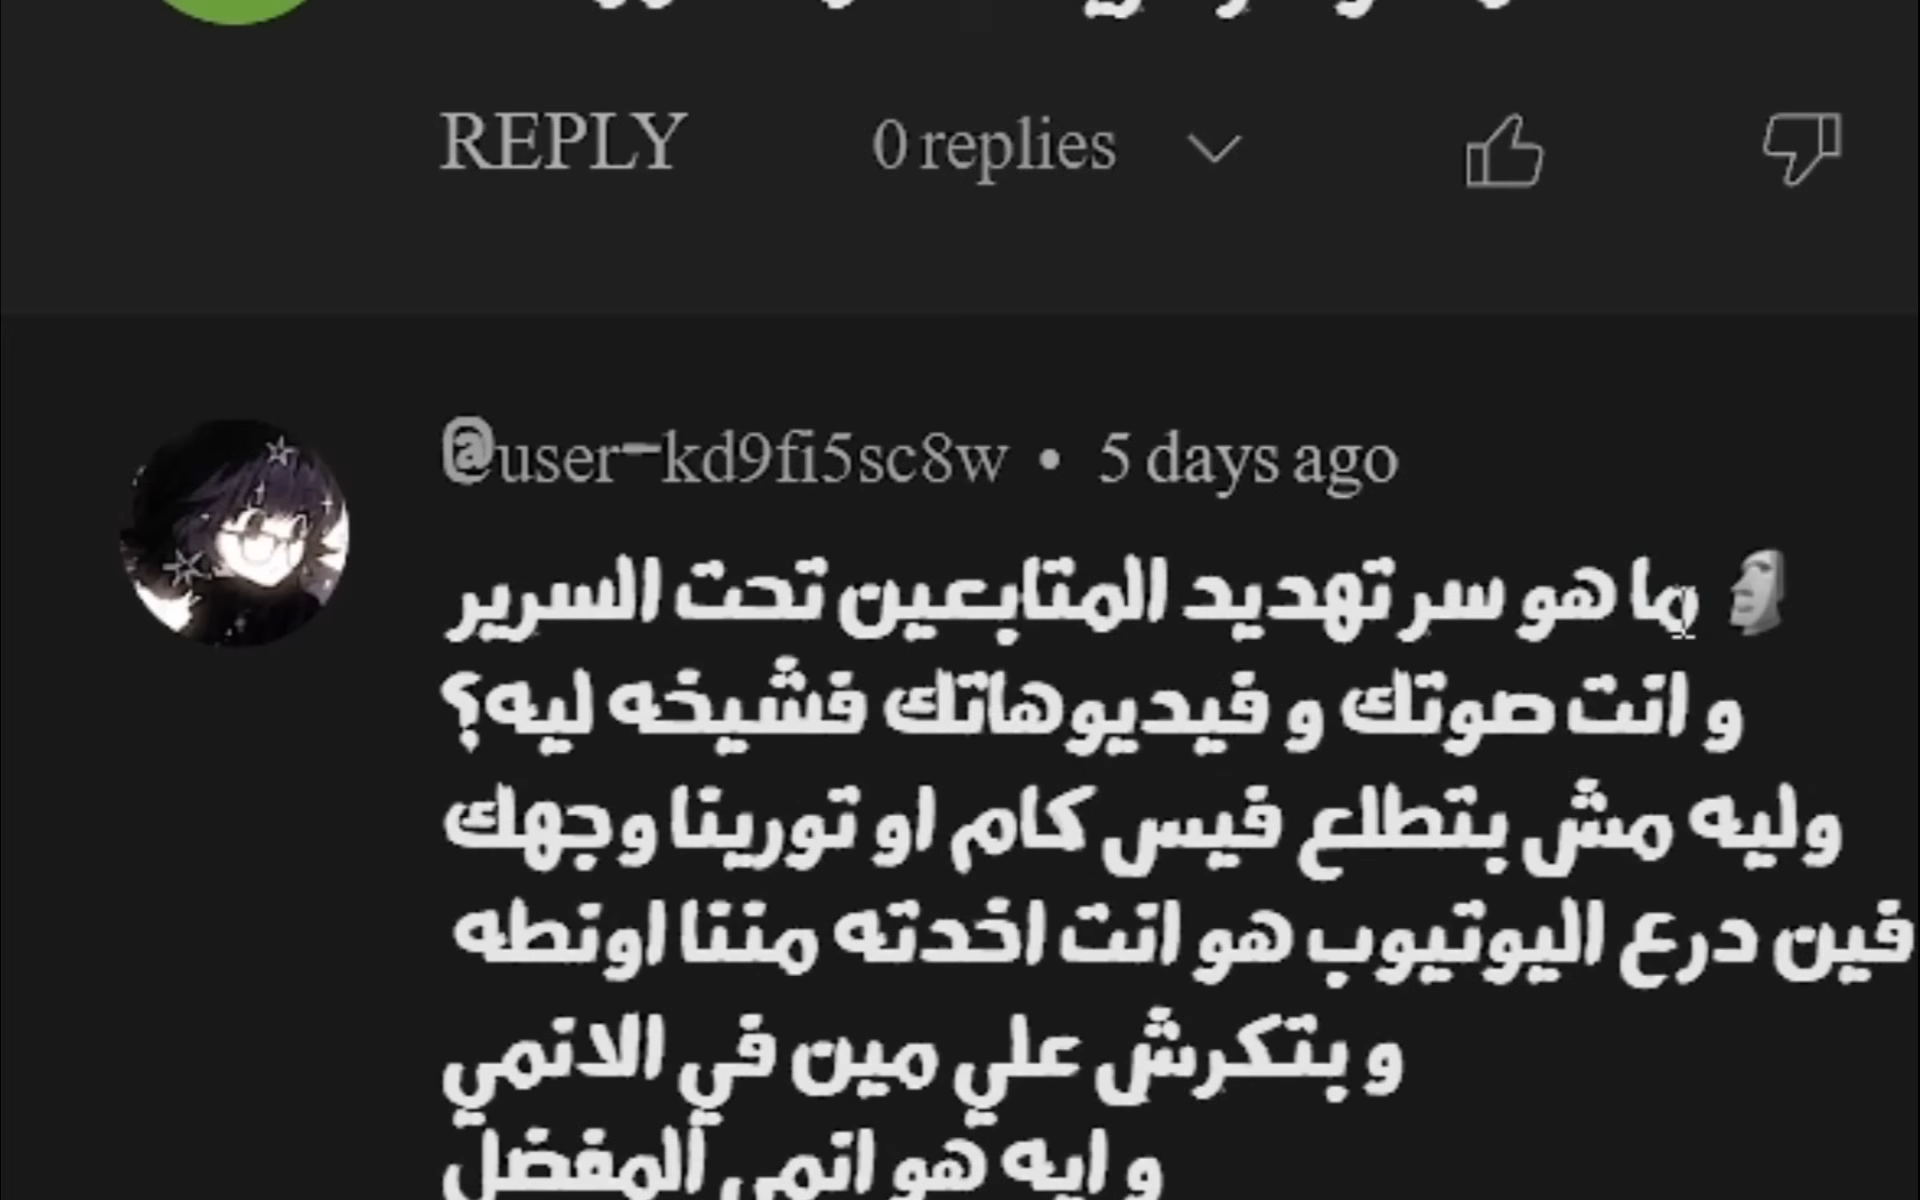 REPLY 0 replies
@user-kd9fi5sc8w • 5 days ago
ما هو سر تهديد المتابعين تحت السرير 🗿
و انت صوتك و فيديوهاتك فشيخه ليه؟
وليه مش بتطلع فيس كام او تورينا وجهك
فين درع اليوتيوب هو انت اخدته مننا اونطه
و بتكرش علي مين في الانمي
و ايه هو انمي المفضل